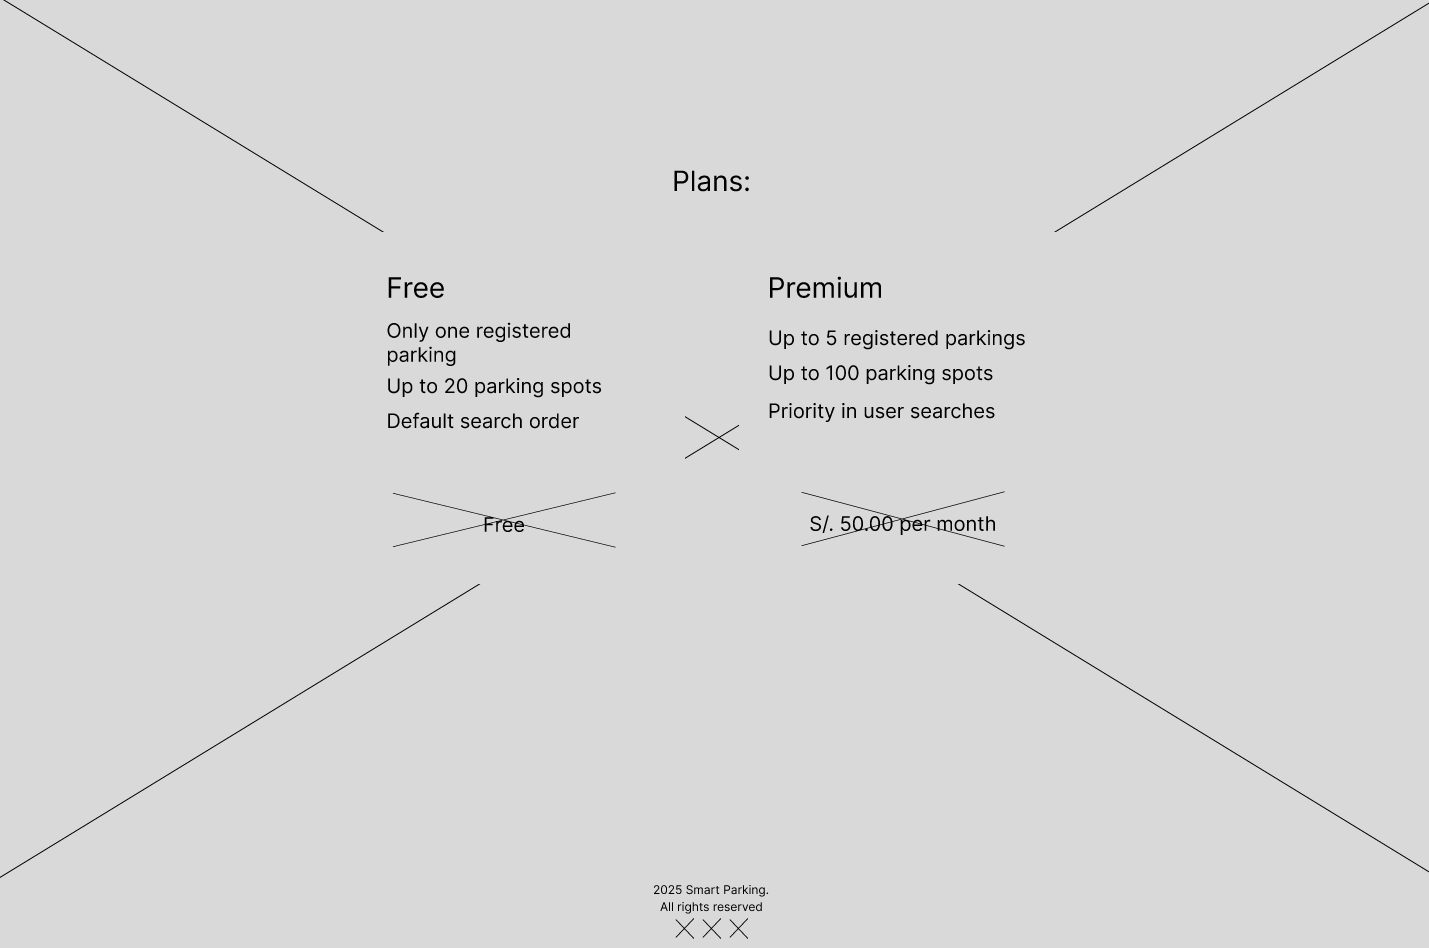 Plans:
Free
Only one registered
parking
Up to 20 parking spots
Default search order
Free
Premium
Up to 5 registered parkings
Up to 100 parking spots
Priority in user searches
S/. 50.00 per month
2025 Smart Parking.
All rights reserved